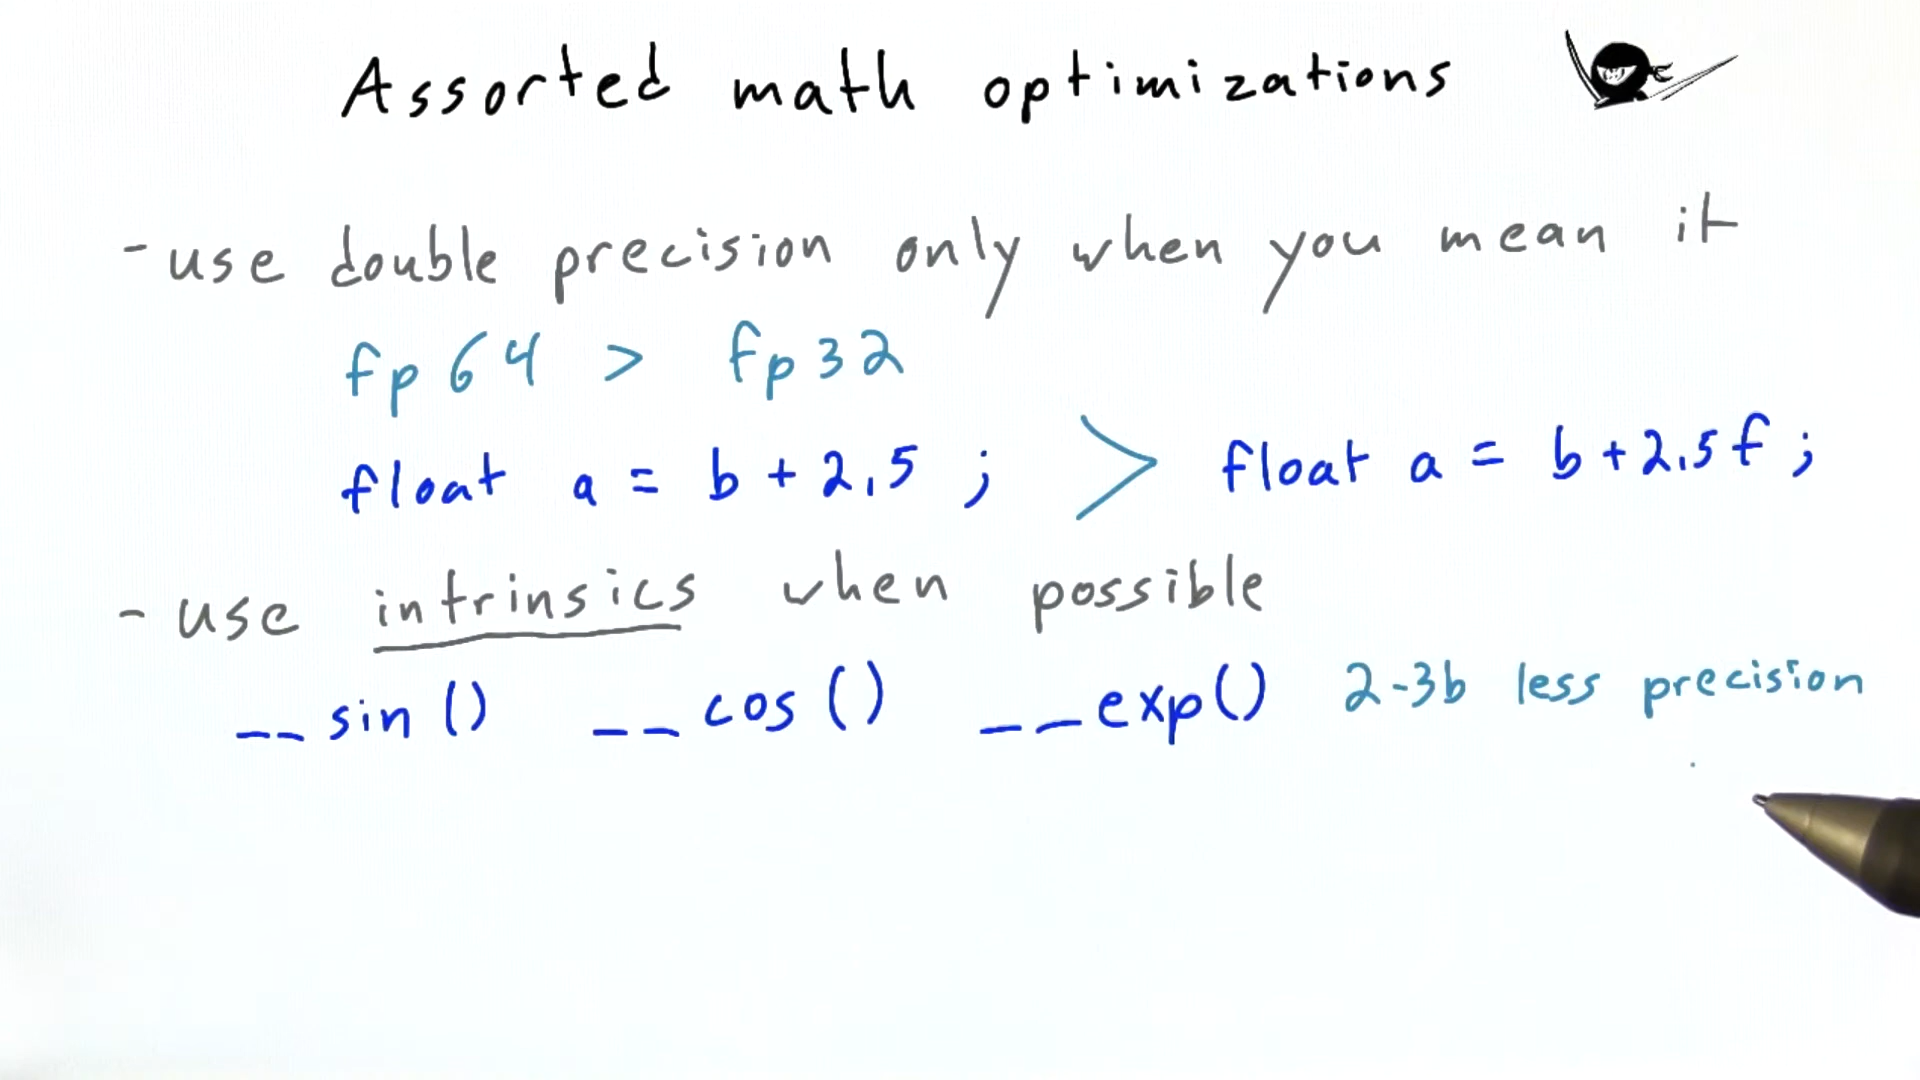 Assorted math optimizations
- use double precision only when you mean it
fp64 > fp32
float a = b + 2.5 ; > float a = b + 2.5f ;
- use intrinsics when possible
__sin() __cos() __exp() 2-3b less precision